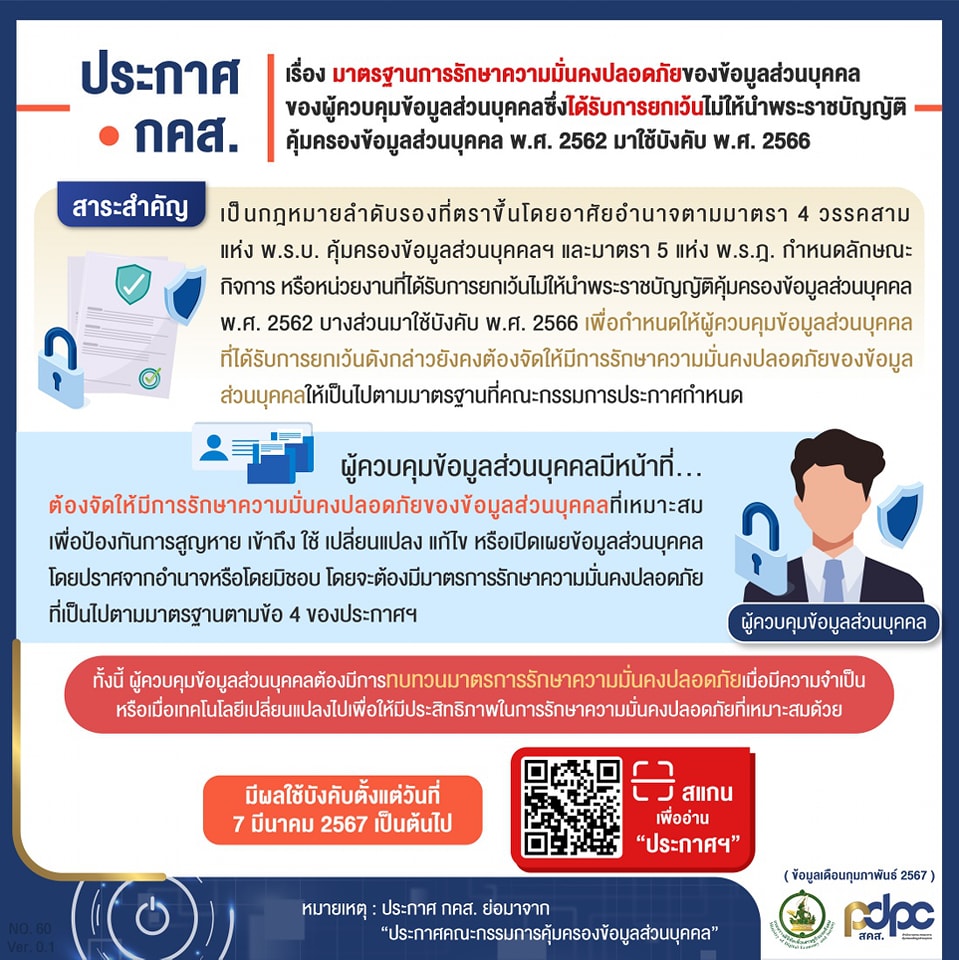 ประกาศ
กคส.
เรื่อง มาตรฐานการรักษาความมั่นคงปลอดภัยของข้อมูลส่วนบุคคล
ของผู้ควบคุมข้อมูลส่วนบุคคลซึ่งได้รับการยกเว้นไม่ให้นำพระราชบัญญัติ
คุ้มครองข้อมูลส่วนบุคคล พ.ศ. 2562 มาใช้บังคับ พ.ศ. 2566
สาระสำคัญ
เป็นกฎหมายลำดับรองที่ตราขึ้นโดยอาศัยอำนาจตามมาตรา 4 วรรคสาม
แห่ง พ.ร.บ. คุ้มครองข้อมูลส่วนบุคคลฯ และมาตรา 5 แห่ง พ.ร.ฎ. กำหนดลักษณะ
กิจการ หรือหน่วยงานที่ได้รับการยกเว้นไม่ให้นำพระราชบัญญัติคุ้มครองข้อมูลส่วนบุคคล
พ.ศ. 2562 บางส่วนมาใช้บังคับ พ.ศ. 2566 เพื่อกำหนดให้ผู้ควบคุมข้อมูลส่วนบุคคล
ที่ได้รับการยกเว้นดังกล่าวยังคงต้องจัดให้มีการรักษาความมั่นคงปลอดภัยของข้อมูล
ส่วนบุคคลให้เป็นไปตามมาตรฐานที่คณะกรรมการประกาศกำหนด
ผู้ควบคุมข้อมูลส่วนบุคคลมีหน้าที่...
ต้องจัดให้มีการรักษาความมั่นคงปลอดภัยของข้อมูลส่วนบุคคลที่เหมาะสม
เพื่อป้องกันการสูญหาย เข้าถึง ใช้ เปลี่ยนแปลง แก้ไข หรือเปิดเผยข้อมูลส่วนบุคคล
โดยปราศจากอำนาจหรือโดยมิชอบ โดยจะต้องมีมาตรการรักษาความมั่นคงปลอดภัย
ที่เป็นไปตามมาตรฐานตามข้อ 4 ของประกาศฯ
ผู้ควบคุมข้อมูลส่วนบุคคล
ทั้งนี้ ผู้ควบคุมข้อมูลส่วนบุคคลต้องมีการทบทวนมาตรการรักษาความมั่นคงปลอดภัยเมื่อมีความจำเป็น
หรือเมื่อเทคโนโลยีเปลี่ยนแปลงไปเพื่อให้มีประสิทธิภาพในการรักษาความมั่นคงปลอดภัยที่เหมาะสมด้วย
มีผลใช้บังคับตั้งแต่วันที่
7 มีนาคม 2567 เป็นต้นไป
สแกน
เพื่ออ่าน
“ประกาศฯ”
( ข้อมูลเดือนกุมภาพันธ์ 2567 )
หมายเหตุ : ประกาศ กคส. ย่อมาจาก
“ประกาศคณะกรรมการคุ้มครองข้อมูลส่วนบุคคล”
NO. 60
Ver. 0.1
pdpc
สคส.